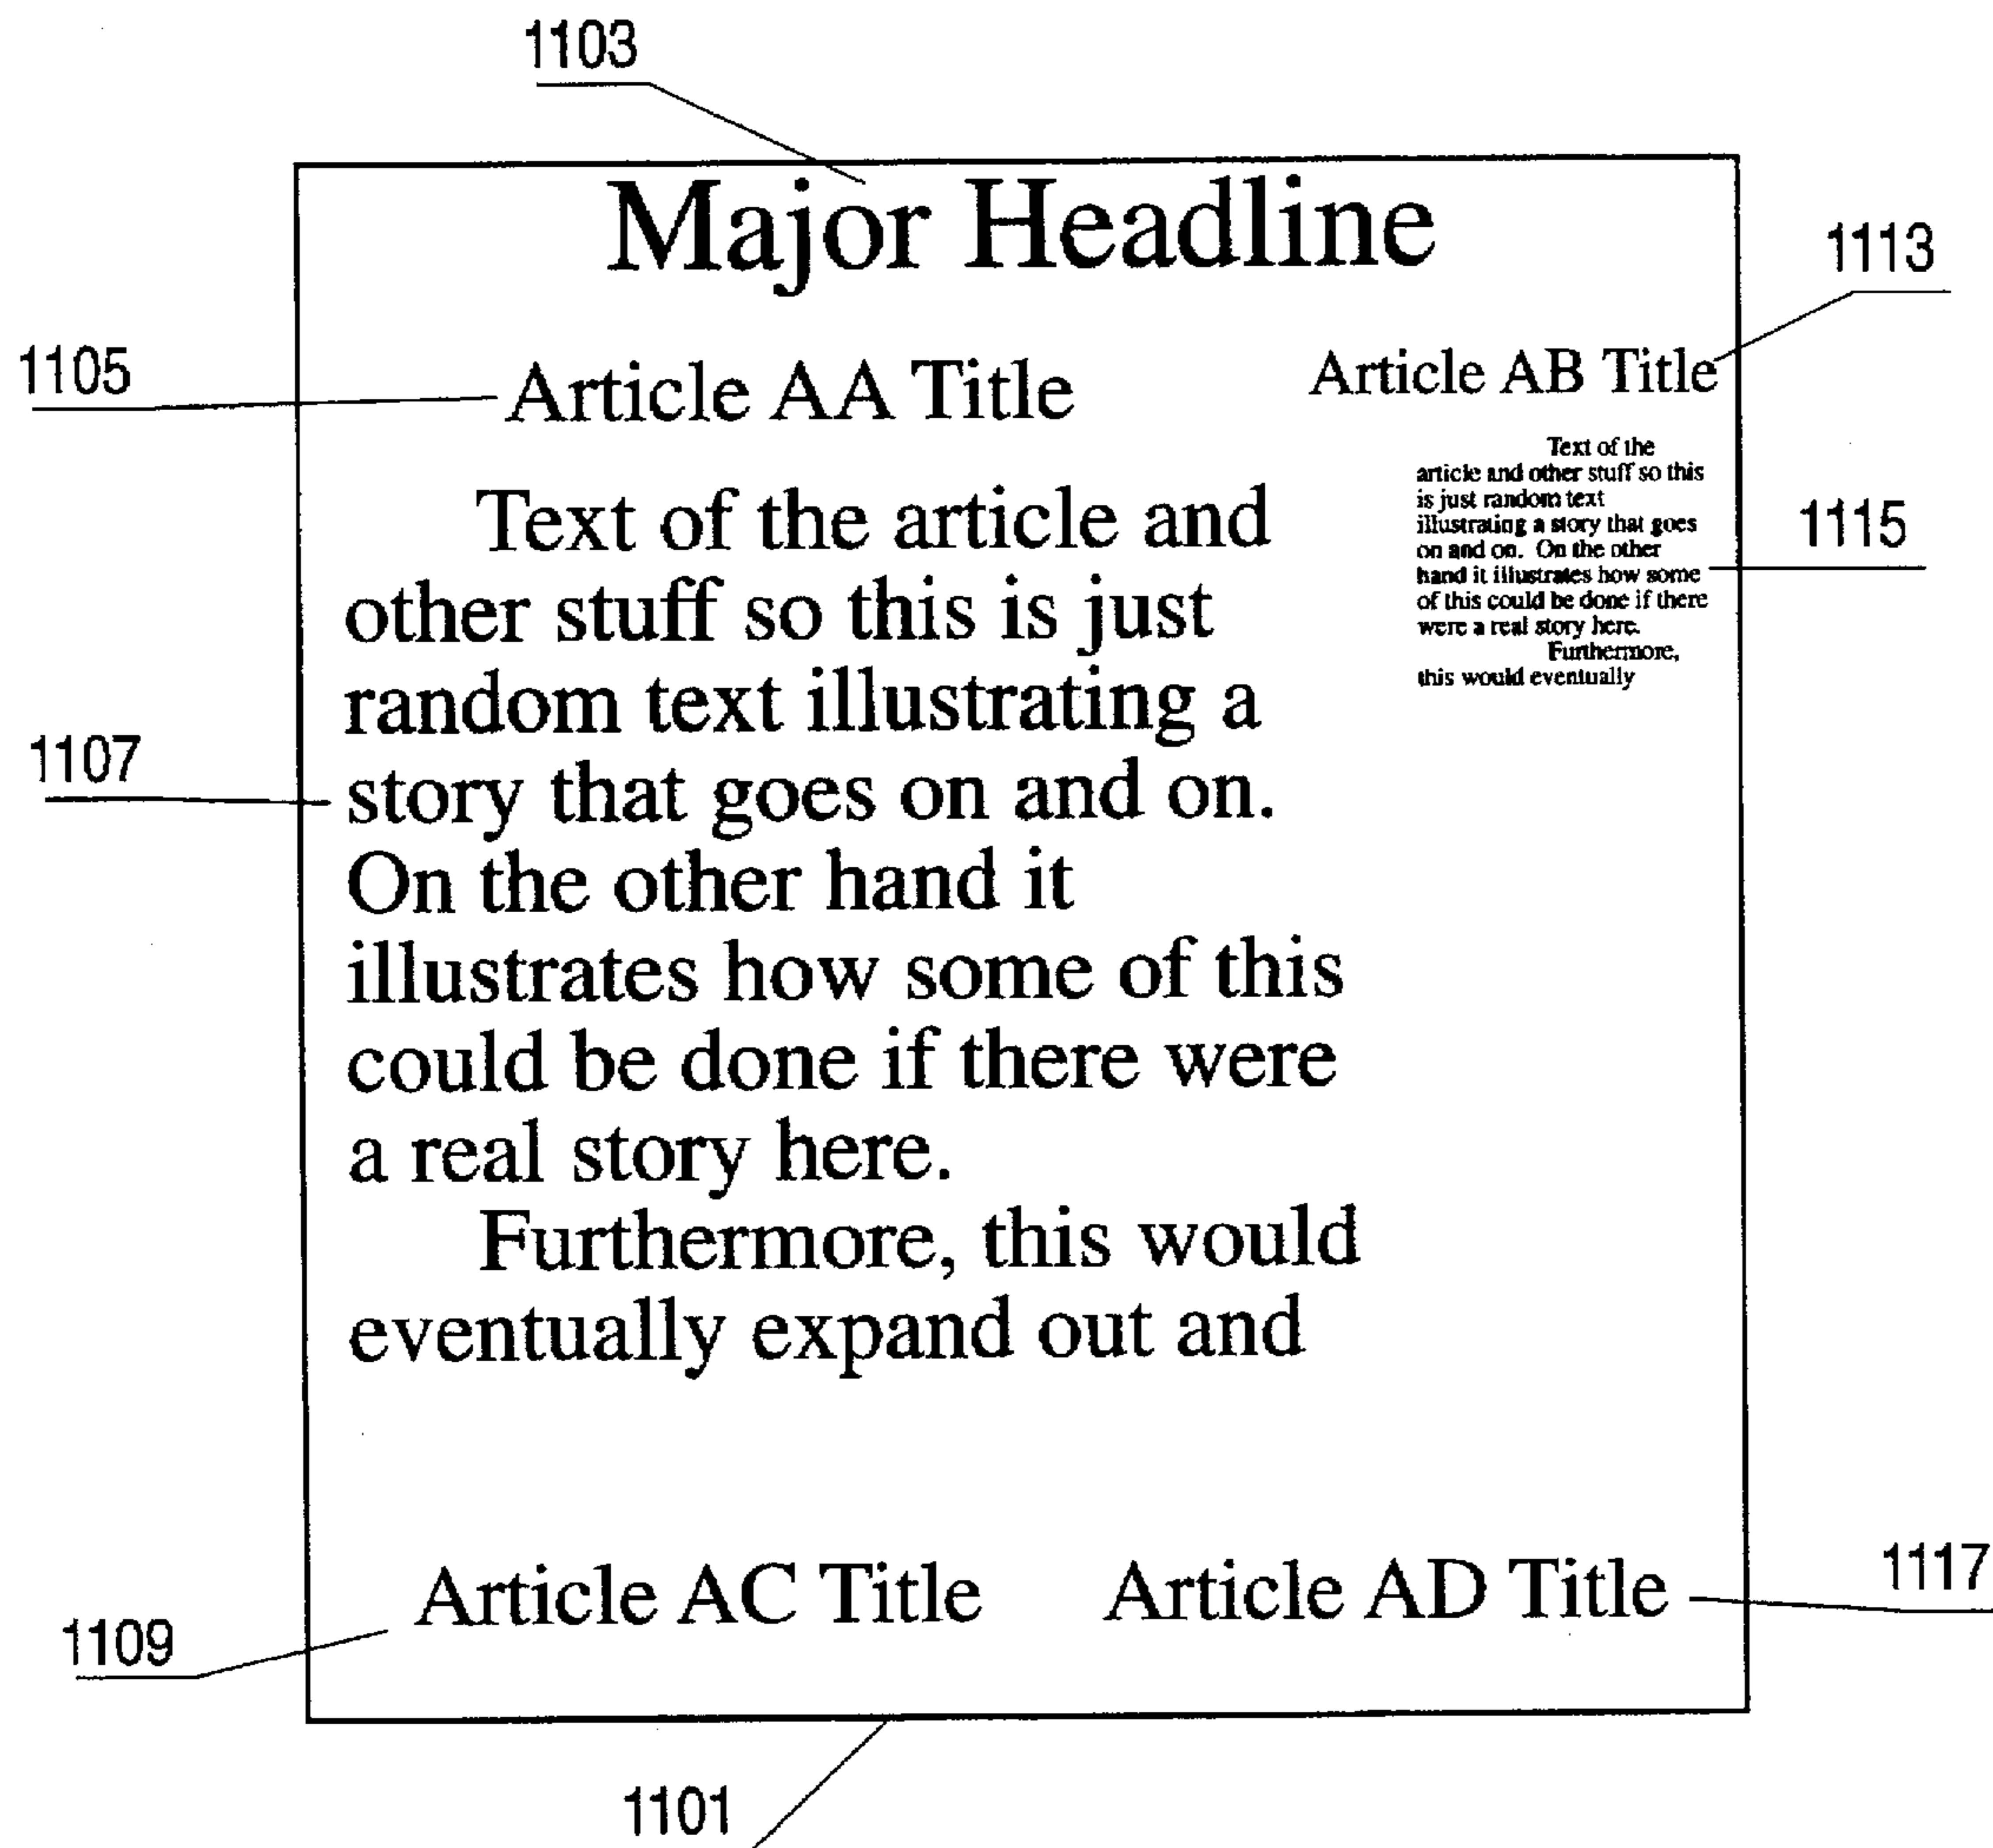 1103
Major Headline
1113
1105
Article AA Title
Article AB Title
Text of the article and
other stuff so this is just
random text illustrating a
story that goes on and on.
On the other hand it
illustrates how some of this
could be done if there were
a real story here.
Furthermore, this would
eventually expand out and
1107
Text of the
article and other stuff so this
is just random text
illustrating a story that goes
on and on. On the other
hand it illustrates how some
of this could be done if there
were a real story here.
Furthermore,
this would eventually
1115
Article AC Title
Article AD Title
1117
1109
1101